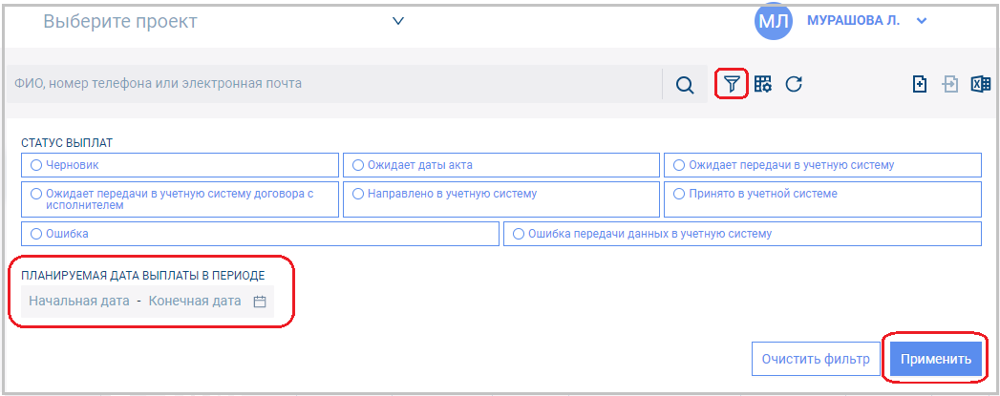 Выберите проект
МЛ
МУРАШОВА Л.
ФИО, номер телефона или электронная почта
СТАТУС ВЫПЛАТ
Черновик
Ожидает даты акта
Ожидает передачи в учетную систему
Ожидает передачи в учетную систему договора с
исполнителем
Направлено в учетную систему
Принято в учетной системе
Ошибка
Ошибка передачи данных в учетную систему
ПЛАНИРУЕМАЯ ДАТА ВЫПЛАТЫ В ПЕРИОДЕ
Начальная дата - Конечная дата
Очистить фильтр
Применить